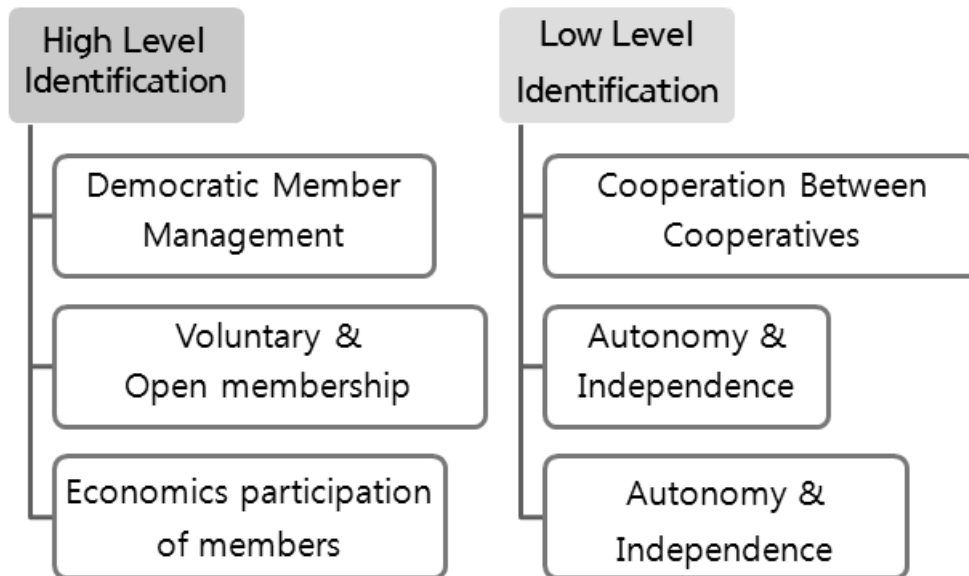 High Level
Identification
Democratic Member
Management
Voluntary &
Open membership
Economics participation
of members
Low Level
Identification
Cooperation Between
Cooperatives
Autonomy &
Independence
Autonomy &
Independence